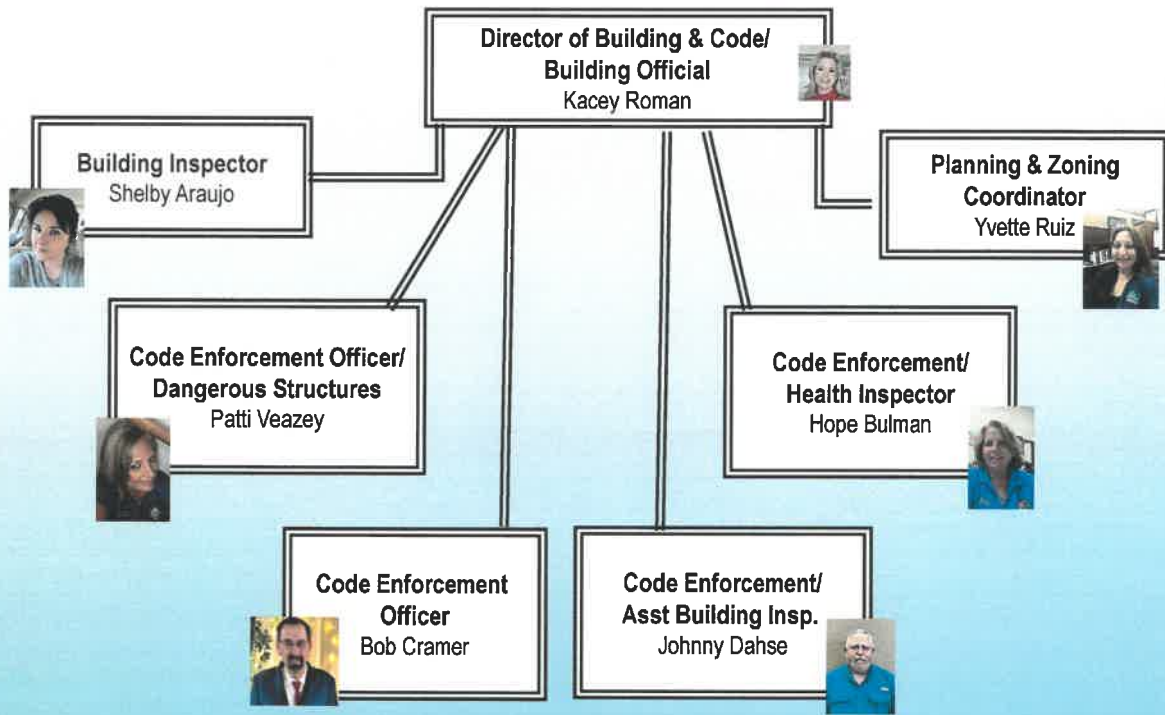 Director of Building & Code/
Building Official
Kacey Roman
Building Inspector
Shelby Araujo
Planning & Zoning
Coordinator
Yvette Ruiz
Code Enforcement Officer/
Dangerous Structures
Patti Veazey
Code Enforcement/
Health Inspector
Hope Bulman
Code Enforcement
Officer
Bob Cramer
Code Enforcement/
Asst Building Insp.
Johnny Dahse